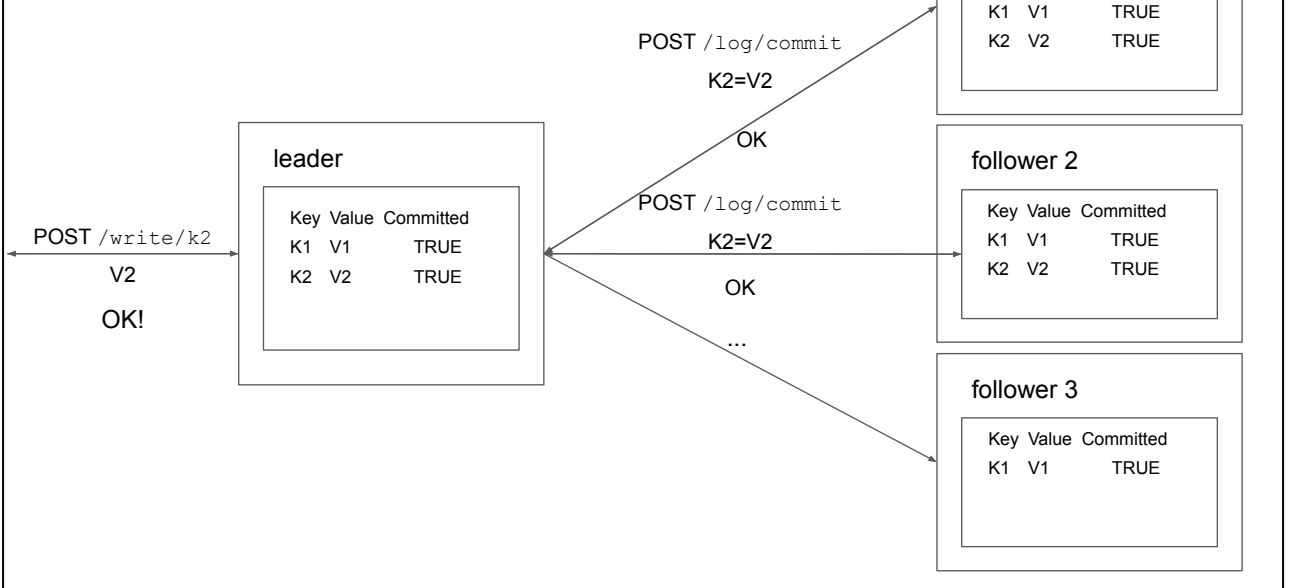 K1 V1 TRUE
K2 V2 TRUE
POST /log/commit
K2=V2
OK
leader
Key Value Committed
K1 V1 TRUE
K2 V2 TRUE
POST /write/k2
V2
OK!
POST /log/commit
K2=V2
OK
...
follower 2
Key Value Committed
K1 V1 TRUE
K2 V2 TRUE
follower 3
Key Value Committed
K1 V1 TRUE